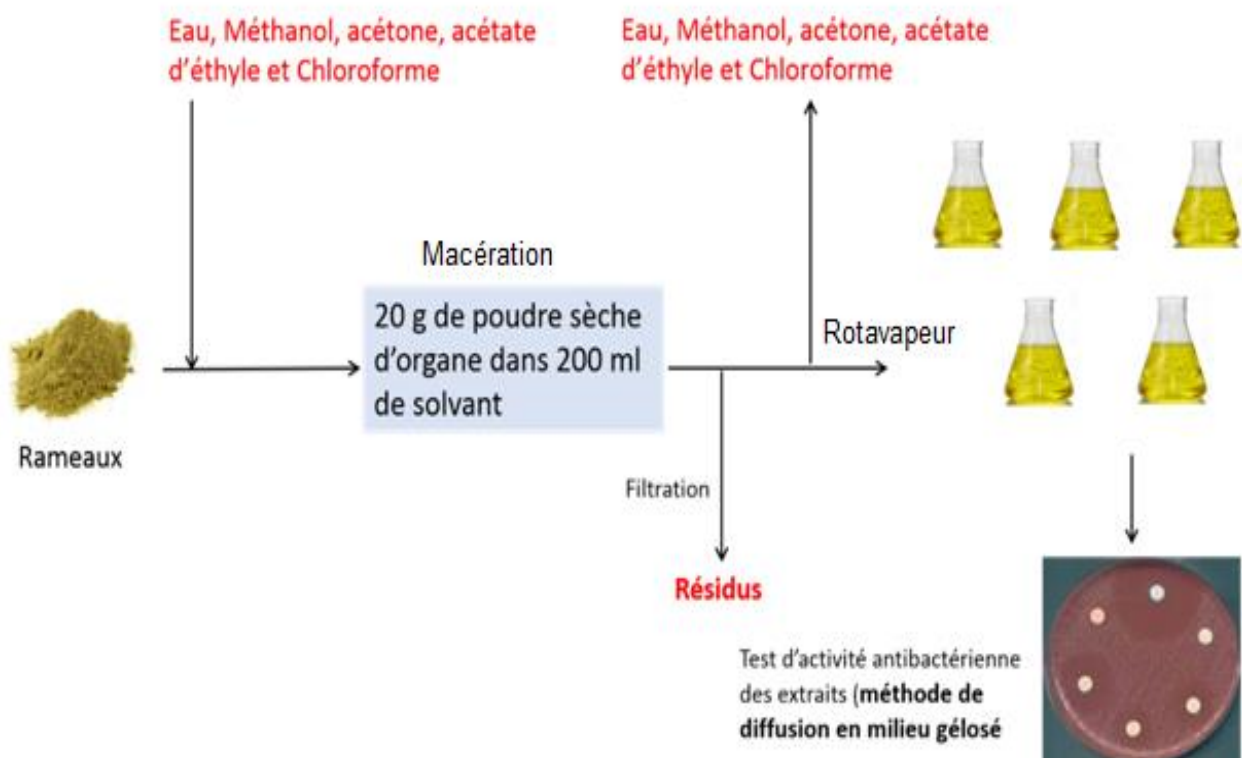 Eau, Méthanol, acétone, acétate
d'éthyle et Chloroforme
Eau, Méthanol, acétone, acétate
d'éthyle et Chloroforme
Macération
20 g de poudre sèche
d'organe dans 200 ml
de solvant
Rotavapeur
Rameaux
Filtration
Résidus
Test d'activité antibactérienne
des extraits (méthode de
diffusion en milieu gélosé